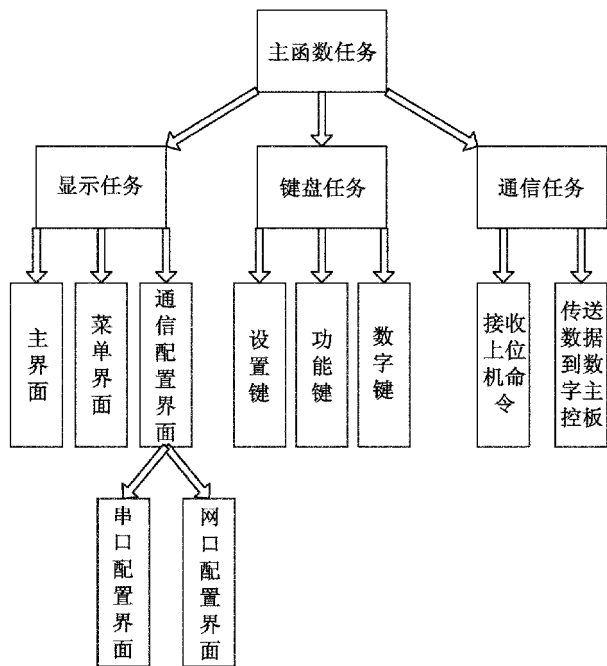 主函数任务
显示任务
键盘任务
通信任务
主界面
菜单界面
通信配置界面
设置键
功能键
数字键
接收
上位
机命
令
传送
数据
到数
字主
控板
串口配置界面
网口配置界面